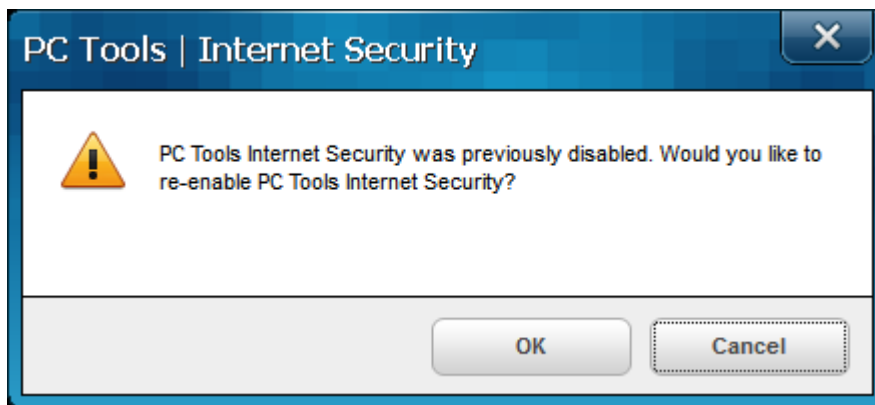 PC Tools | Internet Security
PC Tools Internet Security was previously disabled. Would you like to
re-enable PC Tools Internet Security?
OK
Cancel